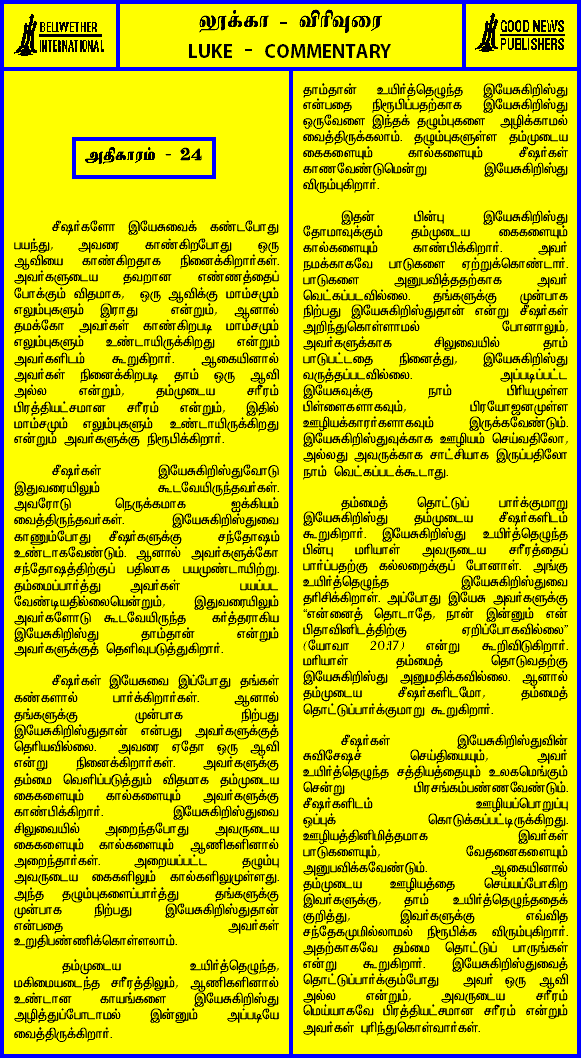 BELLWETHER
INTERNATIONAL
லூக்கா - விரிவுரை
LUKE - COMMENTARY
GOOD NEWS
PUBLISHERS
அதிகாரம் - 24
சீஷர்களோ இயேசுவைக் கண்டபோது
பயந்து, அவரை காண்கிறபோது ஒரு
ஆவியை காண்கிறதாக நினைக்கிறார்கள்.
அவர்களுடைய தவறான எண்ணத்தைப்
போக்கும் விதமாக, ஒரு ஆவிக்கு மாம்சமும்
எலும்புகளும் இராது என்றும், ஆனால்
தமக்கோ அவர்கள் காண்கிறபடி மாம்சமும்
எலும்புகளும் உண்டாயிருக்கிறது என்றும்
அவர்களிடம் கூறுகிறார். ஆகையினால்
அவர்கள் நினைக்கிறபடி தாம் ஒரு ஆவி
அல்ல என்றும், தம்முடைய சரீரம்
பிரத்தியட்சமான சரீரம் என்றும், இதில்
மாம்சமும் எலும்புகளும் உண்டாயிருக்கிறது
என்றும் அவர்களுக்கு நிரூபிக்கிறார்.
சீஷர்கள் இயேசுகிறிஸ்துவோடு
இதுவரையிலும் கூடவேயிருந்தவர்கள்.
அவரோடு நெருக்கமாக ஐக்கியம்
வைத்திருந்தவர்கள். இயேசுகிறிஸ்துவை
காணும்போது சீஷர்களுக்கு சந்தோஷம்
உண்டாகவேண்டும். ஆனால் அவர்களுக்கோ
சந்தோஷத்திற்குப் பதிலாக பயமுண்டாயிற்று.
தம்மைப்பார்த்து அவர்கள் பயப்பட
வேண்டியதில்லையென்றும், இதுவரையிலும்
அவர்களோடு கூடவேயிருந்த கர்த்தராகிய
இயேசுகிறிஸ்து தாம்தான் என்றும்
அவர்களுக்குத் தெளிவுபடுத்துகிறார்.
சீஷர்கள் இயேசுவை இப்போது தங்கள்
கண்களால் பார்க்கிறார்கள். ஆனால்
தங்களுக்கு முன்பாக நிற்பது
இயேசுகிறிஸ்துதான் என்பது அவர்களுக்குத்
தெரியவில்லை. அவரை ஏதோ ஒரு ஆவி
என்று நினைக்கிறார்கள். அவர்களுக்கு
தம்மை வெளிப்படுத்தும் விதமாக தம்முடைய
கைகளையும் கால்களையும் அவர்களுக்கு
காண்பிக்கிறார். இயேசுகிறிஸ்துவை
சிலுவையில் அறைந்தபோது அவருடைய
கைகளையும் கால்களையும் ஆணிகளினால்
அறைந்தார்கள். அறையப்பட்ட தழும்பு
அவருடைய கைகளிலும் கால்களிலுமுள்ளது.
அந்த தழும்புகளைப்பார்த்து தங்களுக்கு
முன்பாக நிற்பது இயேசுகிறிஸ்துதான்
என்பதை அவர்கள்
உறுதிபண்ணிக்கொள்ளலாம்.
தம்முடைய உயிர்த்தெழுந்த,
மகிமையடைந்த சரீரத்திலும், ஆணிகளினால்
உண்டான காயங்களை இயேசுகிறிஸ்து
அழித்துப்போடாமல் இன்னும் அப்படியே
வைத்திருக்கிறார்.
தாம்தான் உயிர்த்தெழுந்த இயேசுகிறிஸ்து
என்பதை நிரூபிப்பதற்காக இயேசுகிறிஸ்து
ஒருவேளை இந்தக் தழும்புகளை அழிக்காமல்
வைத்திருக்கலாம். தழும்புகளுள்ள தம்முடைய
கைகளையும் கால்களையும் சீஷர்கள்
காணவேண்டுமென்று இயேசுகிறிஸ்து
விரும்புகிறார்.
இதன் பின்பு இயேசுகிறிஸ்து
தோமாவுக்கும் தம்முடைய கைகளையும்
கால்களையும் காண்பிக்கிறார். அவர்
நமக்காகவே பாடுகளை ஏற்றுக்கொண்டார்.
பாடுகளை அனுபவித்ததற்காக அவர்
வெட்கப்படவில்லை. தங்களுக்கு முன்பாக
நிற்பது இயேசுகிறிஸ்துதான் என்று சீஷர்கள்
அறிந்துகொள்ளாமல் போனாலும்,
அவர்களுக்காக சிலுவையில் தாம்
பாடுபட்டதை நினைத்து, இயேசுகிறிஸ்து
வருத்தப்படவில்லை. அப்படிப்பட்ட
இயேசுவுக்கு நாம் பிரியமுள்ள
பிள்ளைகளாகவும், பிரயோஜனமுள்ள
ஊழியக்காரர்களாகவும் இருக்கவேண்டும்.
இயேசுகிறிஸ்துவுக்காக ஊழியம் செய்வதிலோ,
அல்லது அவருக்காக சாட்சியாக இருப்பதிலோ
நாம் வெட்கப்படக்கூடாது.
தம்மைத் தொட்டுப் பார்க்குமாறு
இயேசுகிறிஸ்து தம்முடைய சீஷர்களிடம்
கூறுகிறார். இயேசுகிறிஸ்து உயிர்த்தெழுந்த
பின்பு மரியாள் அவருடைய சரீரத்தைப்
பார்ப்பதற்கு கல்லறைக்குப் போனாள். அங்கு
உயிர்த்தெழுந்த இயேசுகிறிஸ்துவை
தரிசிக்கிறாள். அப்போது இயேசு அவர்களுக்கு
“என்னைத் தொடாதே, நான் இன்னும் என்
பிதாவினிடத்திற்கு ஏறிப்போகவில்லை”
(யோவா 20:17) என்று கூறிவிடுகிறார்.
மரியாள் தம்மைத் தொடுவதற்கு
இயேசுகிறிஸ்து அனுமதிக்கவில்லை. ஆனால்
தம்முடைய சீஷர்களிடமோ, தம்மைத்
தொட்டுப்பார்க்குமாறு கூறுகிறார்.
சீஷர்கள் இயேசுகிறிஸ்துவின்
சுவிசேஷச் செய்தியையும், அவர்
உயிர்த்தெழுந்த சத்தியத்தையும் உலகமெங்கும்
சென்று பிரசங்கம்பண்ணவேண்டும்.
சீஷர்களிடம் ஊழியப்பொறுப்பு
ஒப்புக் கொடுக்கப்பட்டிருக்கிறது.
ஊழியத்தினிமித்தமாக இவர்கள்
பாடுகளையும், வேதனைகளையும்
அனுபவிக்கவேண்டும். ஆகையினால்
தம்முடைய ஊழியத்தை செய்யப்போகிற
இவர்களுக்கு, தாம் உயிர்த்தெழுந்ததைக்
குறித்து, இவர்களுக்கு எவ்வித
சந்தேகமுமில்லாமல் நிரூபிக்க விரும்புகிறார்.
அதற்காகவே தம்மை தொட்டுப் பாருங்கள்
என்று கூறுகிறார். இயேசுகிறிஸ்துவைத்
தொட்டுப்பார்க்கும்போது அவர் ஒரு ஆவி
அல்ல என்றும், அவருடைய சரீரம்
மெய்யாகவே பிரத்தியட்சமான சரீரம் என்றும்
அவர்கள் புரிந்துகொள்வார்கள்.